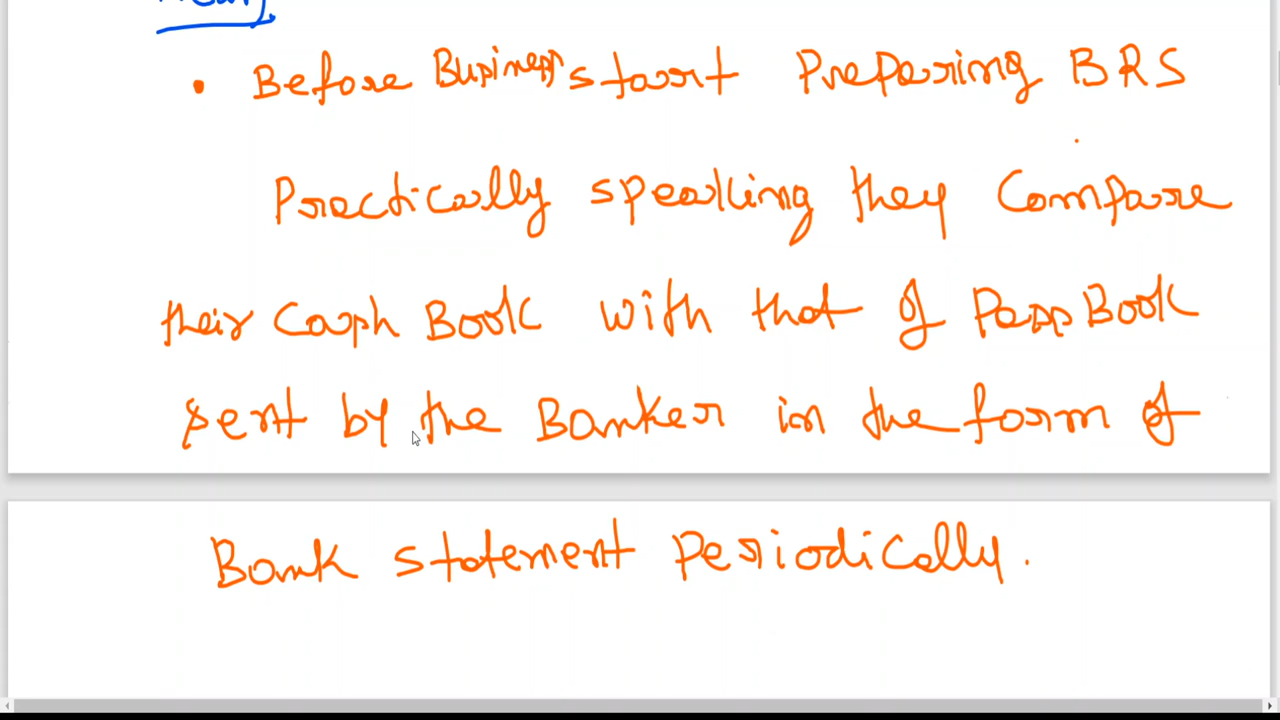 • Before Business start Preparing BRS
Practically speaking they Compare
their Cash Book with that of Pass Book
sent by the Banker in the form of
Bank statement Periodically.